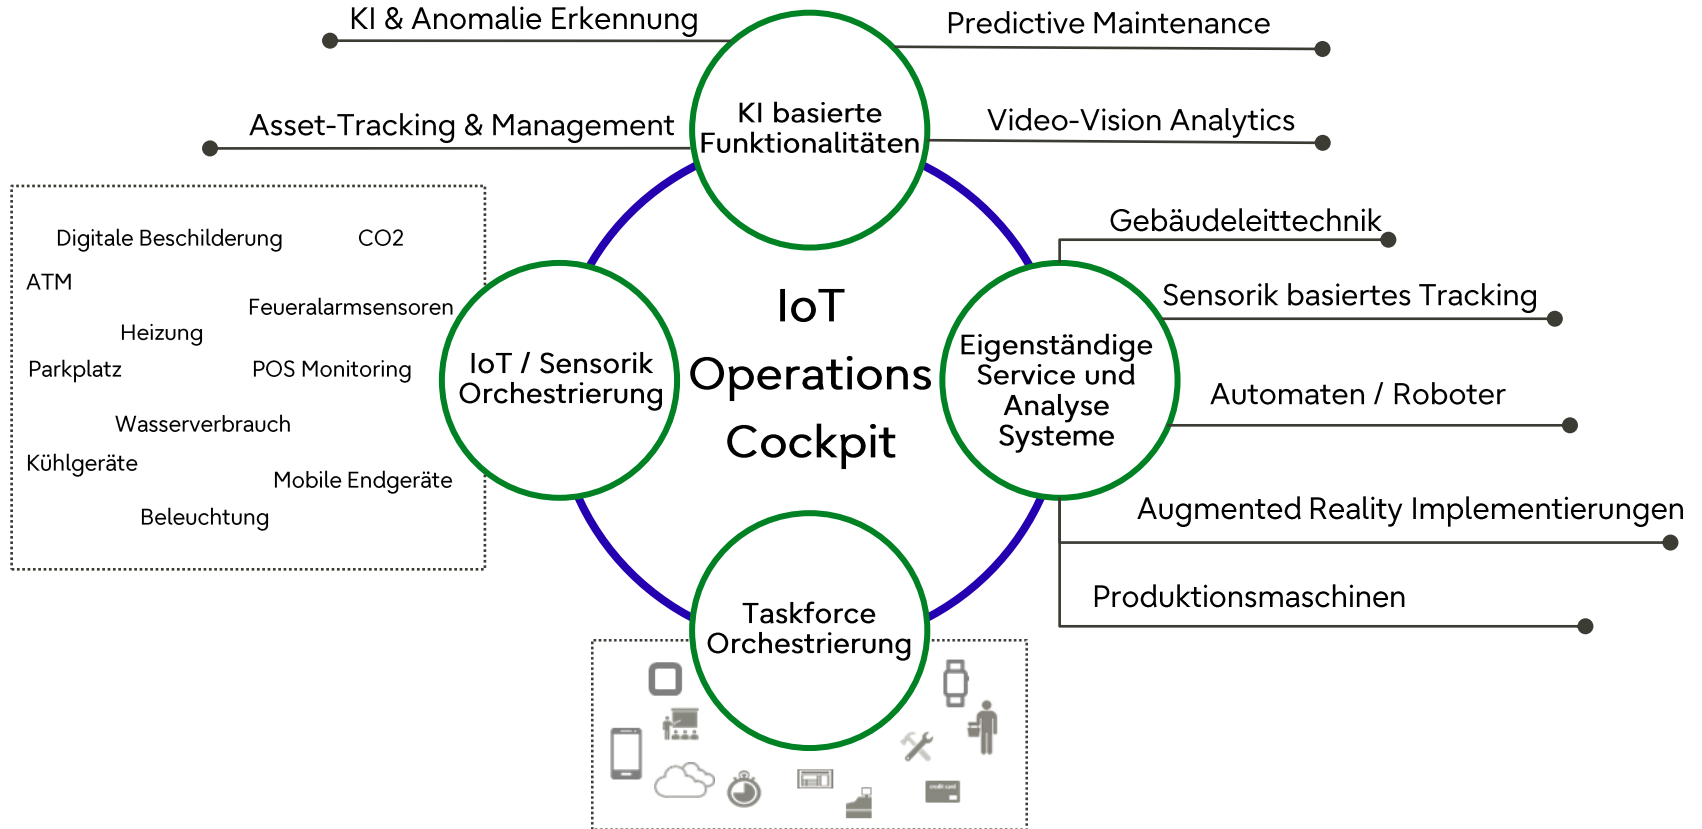 KI & Anomalie Erkennung
Predictive Maintenance
Asset-Tracking & Management
KI basierte
Funktionalitäten
Video-Vision Analytics
Digitale Beschilderung
CO2
ATM
Feueralarmsensoren
Heizung
Parkplatz
POS Monitoring
Wasserverbrauch
Kühlgeräte
Mobile Endgeräte
Beleuchtung
IoT / Sensorik
Orchestrierung
IoT
Operations
Cockpit
Eigenständige
Service und
Analyse
Systeme
Gebäudeleittechnik
Sensorik basiertes Tracking
Automaten / Roboter
Augmented Reality Implementierungen
Produktionsmaschinen
Taskforce
Orchestrierung
credit card